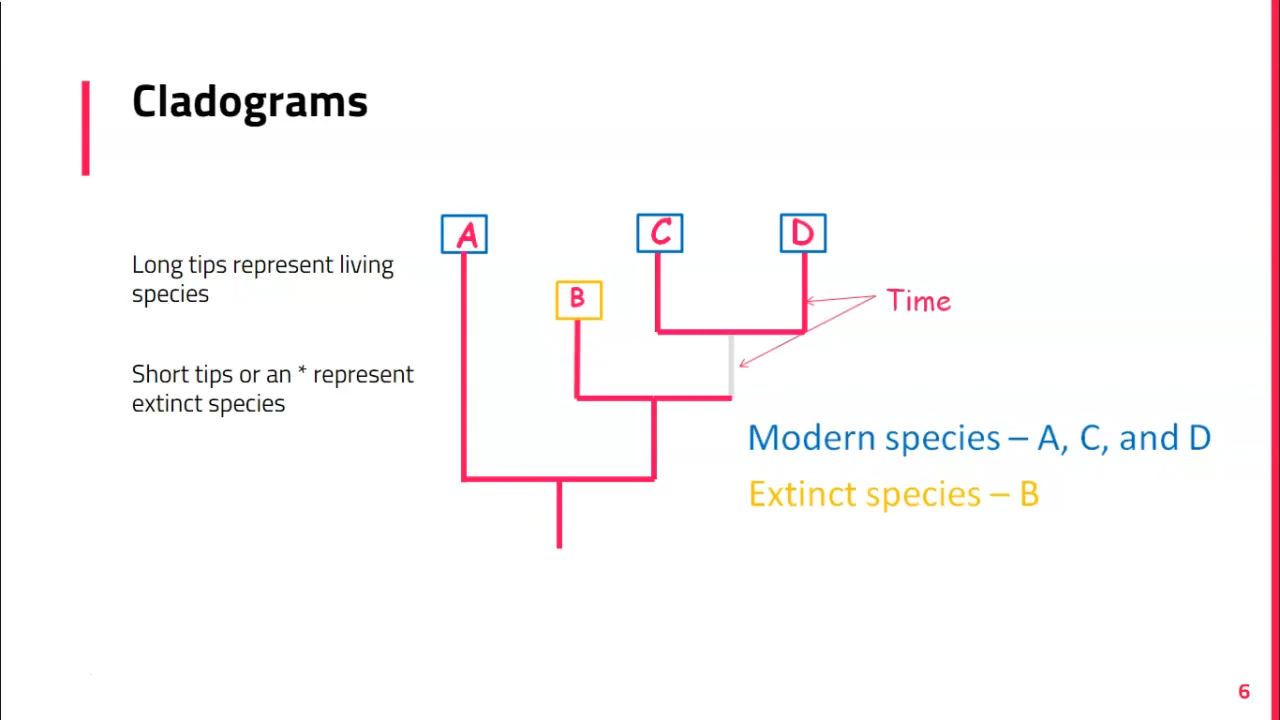 Cladograms
Long tips represent living
species
Short tips or an * represent
extinct species
A
B
C
D
Time
Modern species – A, C, and D
Extinct species – B
6